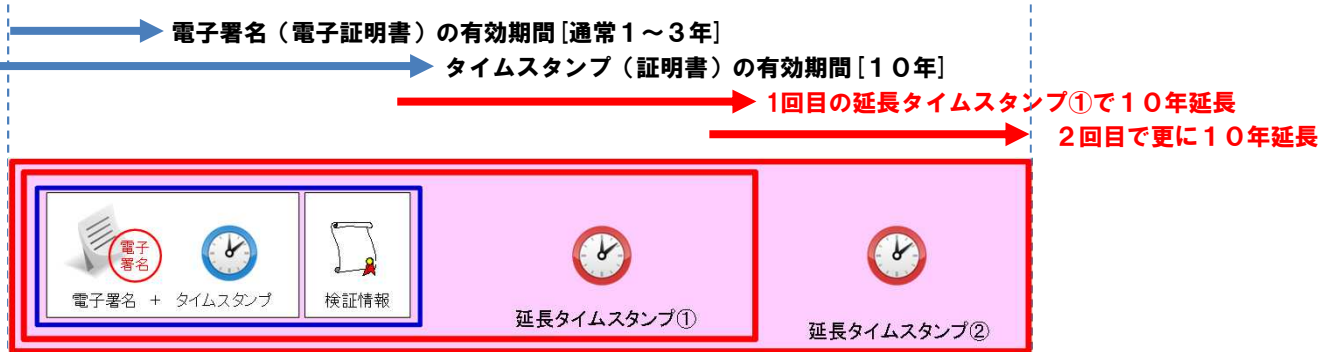 電子署名（電子証明書）の有効期間[通常１～３年]
タイムスタンプ（証明書）の有効期間[１０年]
1回目の延長タイムスタンプ①で１０年延長
２回目で更に１０年延長
電子
署名
電子署名 + タイムスタンプ
検証情報
延長タイムスタンプ①
延長タイムスタンプ②